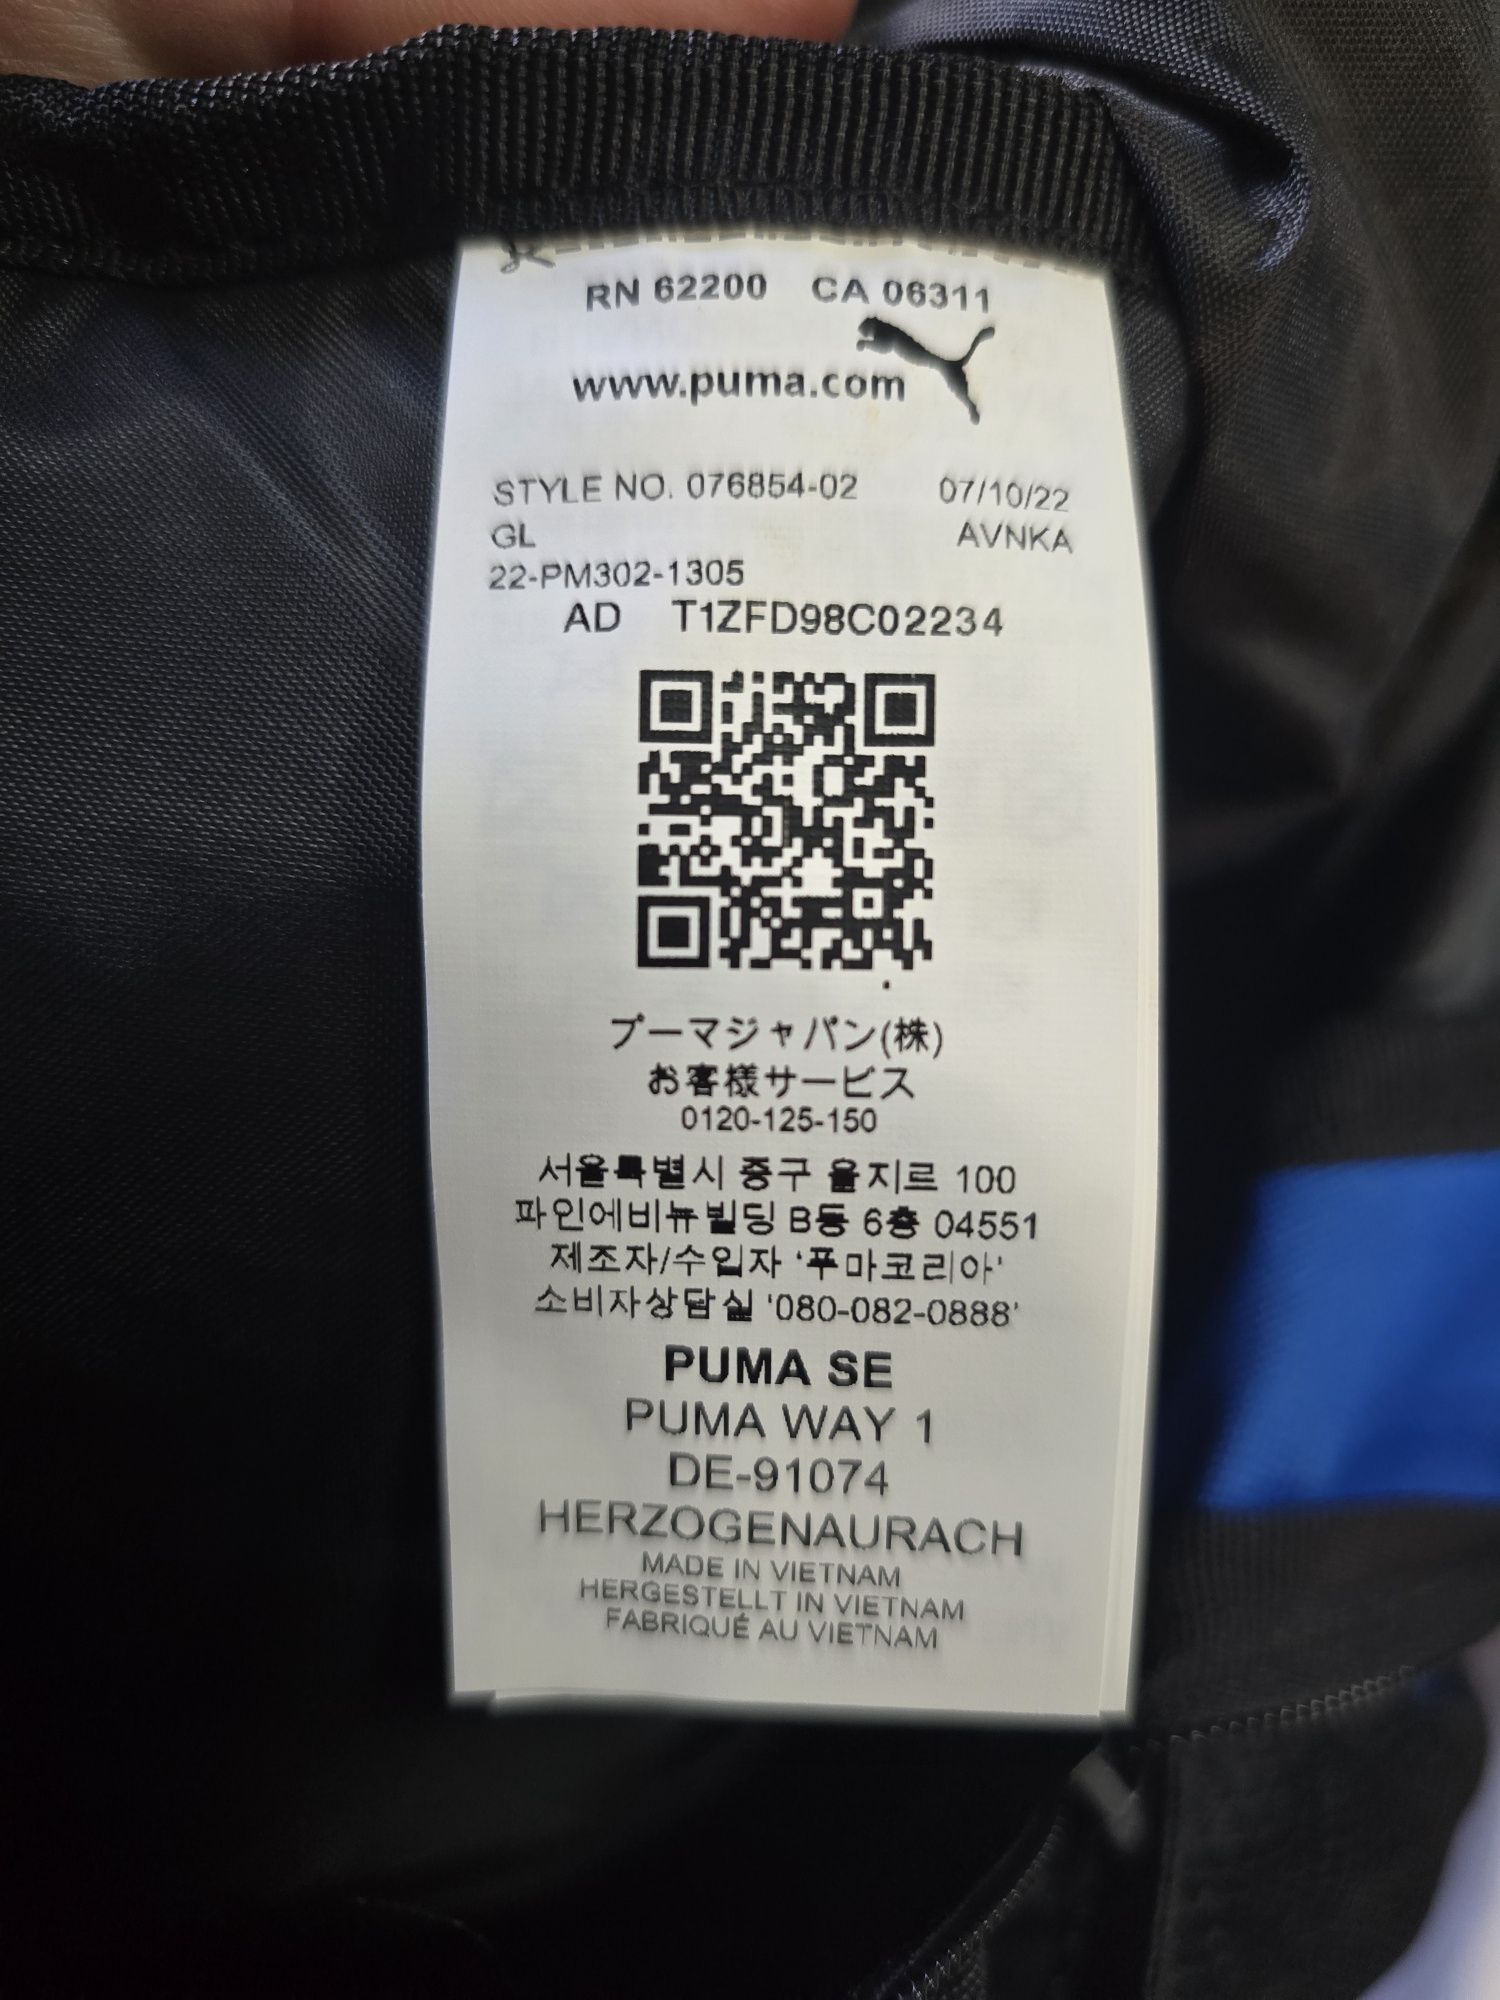 RN 62200 CA 06311
www.puma.com
STYLE NO. 076854-02 07/10/22
GL AVNKA
22-PM302-1305
AD T1ZFD98C02234
プーマジャパン(株)
お客様サービス
0120-125-150
서울특별시 중구 을지르 100
파인에비뉴빌딩 B동 6층 04551
제조자/수입자 '푸마코리아'
소비자상담실 '080-082-0888'
PUMA SE
PUMA WAY 1
DE-91074
HERZOGENAURACH
MADE IN VIETNAM
HERGESTELLT IN VIETNAM
FABRIQUÉ AU VIETNAM